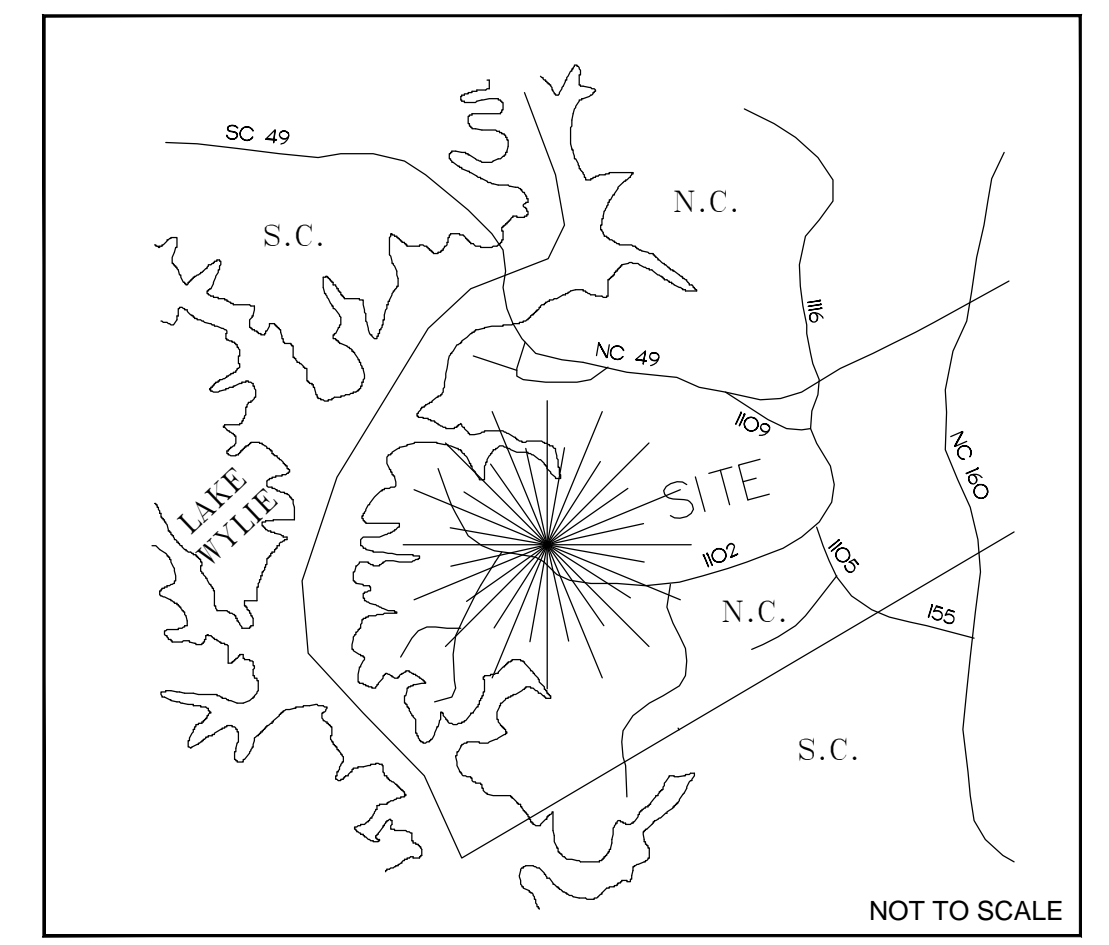 SC 49
N.C.
S.C.
1116
NC 49
1109
NC 160
SITE
LAKE
WYLIE
1102
1105
N.C.
155
S.C.
NOT TO SCALE